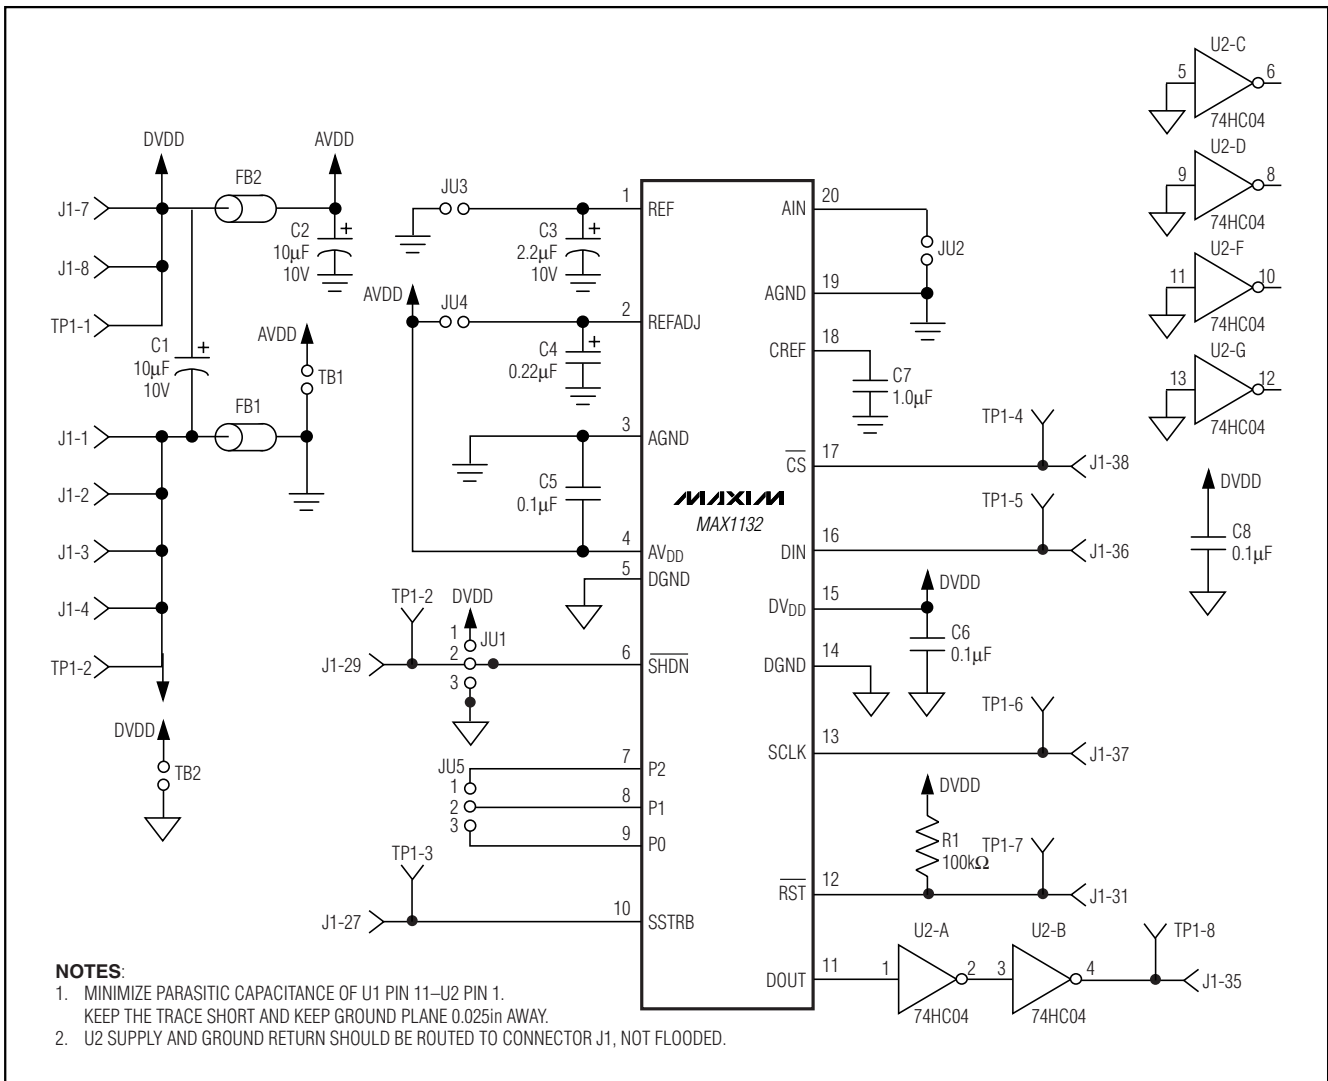 U2-C
5
6
74HC04
U2-D
9
8
74HC04
U2-F
11
10
74HC04
U2-G
13
12
74HC04
DVDD
C8
0.1µF
DVDD
AVDD
FB2
J1-7
C2
10µF
10V
J1-8
TP1-1
C1
10µF
10V
AVDD
TB1
FB1
J1-1
J1-2
J1-3
J1-4
TP1-2
DVDD
TB2
JU3
1
REF
C3
2.2µF
10V
AVDD
JU4
2
REFADJ
C4
0.22µF
3
AGND
C5
0.1µF
4
AVDD
5
DGND
TP1-2
DVDD
1
JU1
2
3
J1-29
6
SHDN
JU5
1
2
3
7
P2
8
P1
9
P0
TP1-3
J1-27
10
SSTRB
MAXIM
MAX1132
20
AIN
JU2
19
AGND
18
CREF
C7
1.0µF
TP1-4
17
CS
J1-38
TP1-5
16
DIN
J1-36
DVDD
15
DVDD
C6
0.1µF
14
DGND
TP1-6
13
SCLK
J1-37
DVDD
R1
100kΩ
TP1-7
12
RST
J1-31
U2-A
U2-B
TP1-8
11
DOUT
1
2
3
4
J1-35
74HC04
74HC04
NOTES:
1. MINIMIZE PARASITIC CAPACITANCE OF U1 PIN 11–U2 PIN 1.
KEEP THE TRACE SHORT AND KEEP GROUND PLANE 0.025in AWAY.
2. U2 SUPPLY AND GROUND RETURN SHOULD BE ROUTED TO CONNECTOR J1, NOT FLOODED.